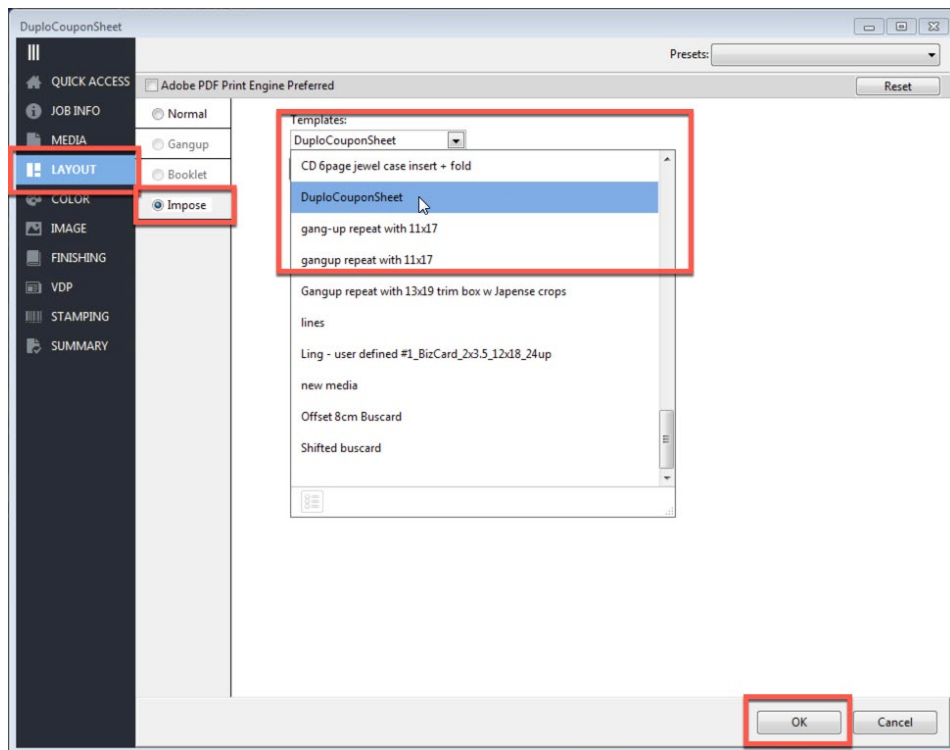 DuploCouponSheet
Presets:
QUICK ACCESS
Adobe PDF Print Engine Preferred
Reset
JOB INFO
Normal
Templates:
MEDIA
Gangup
DuploCouponSheet
LAYOUT
Booklet
CD 6page jewel case insert + fold
COLOR
Impose
DuploCouponSheet
IMAGE
gang-up repeat with 11x17
FINISHING
gangup repeat with 11x17
VDP
Gangup repeat with 13x19 trim box w Japense crops
STAMPING
lines
SUMMARY
Ling - user defined #1_BizCard_2x3.5_12x18_24up
new media
Offset 8cm Buscard
Shifted buscard
OK
Cancel